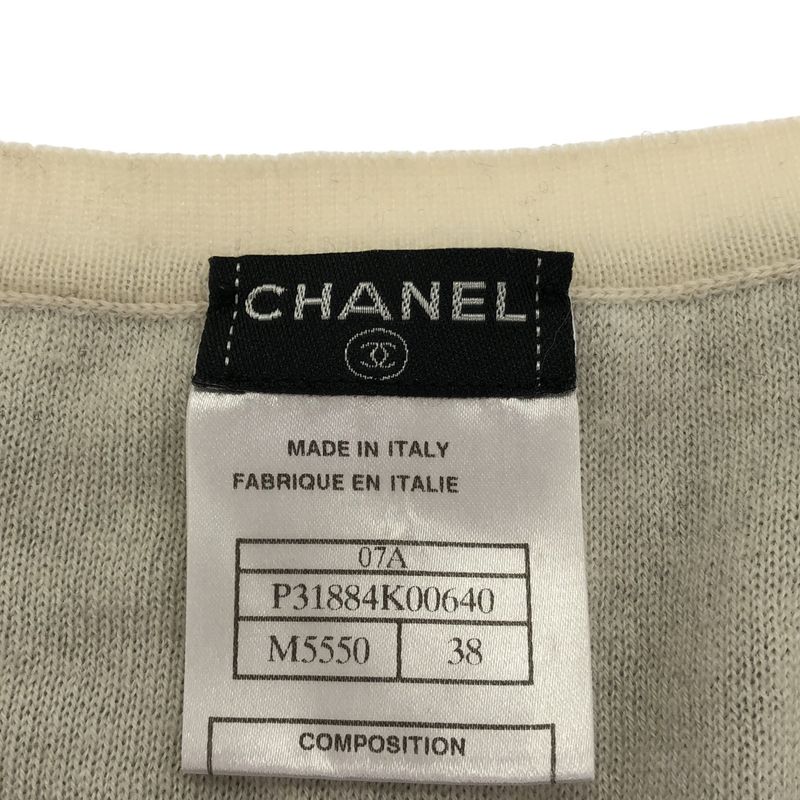 CHANEL
MADE IN ITALY
FABRIQUE EN ITALIE
07A
P31884K00640
M5550 38
COMPOSITION